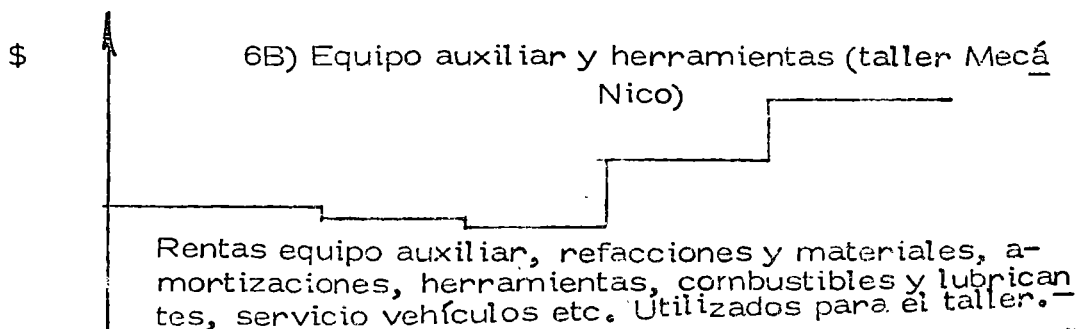 $
6B) Equipo auxiliar y herramientas (taller Mecá
Nico)
Rentas equipo auxiliar, refacciones y materiales, a-
mortizaciones, herramientas, combustibles y lubrican
tes, servicio vehículos etc. Utilizados para el taller.